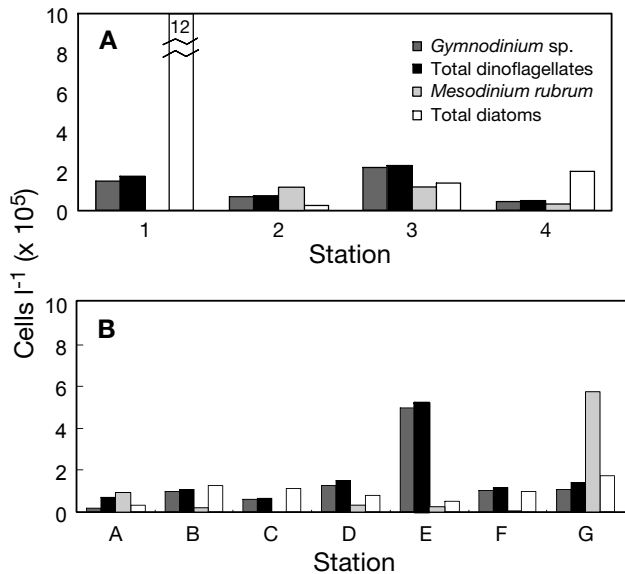 A
12
10
8
6
4
2
0
Gymnodinium sp.
Total dinoflagellates
Mesodinium rubrum
Total diatoms
1 2 3 4
Station
Cells l⁻¹ (x 10⁵)
B
10
8
6
4
2
0
A B C D E F G
Station